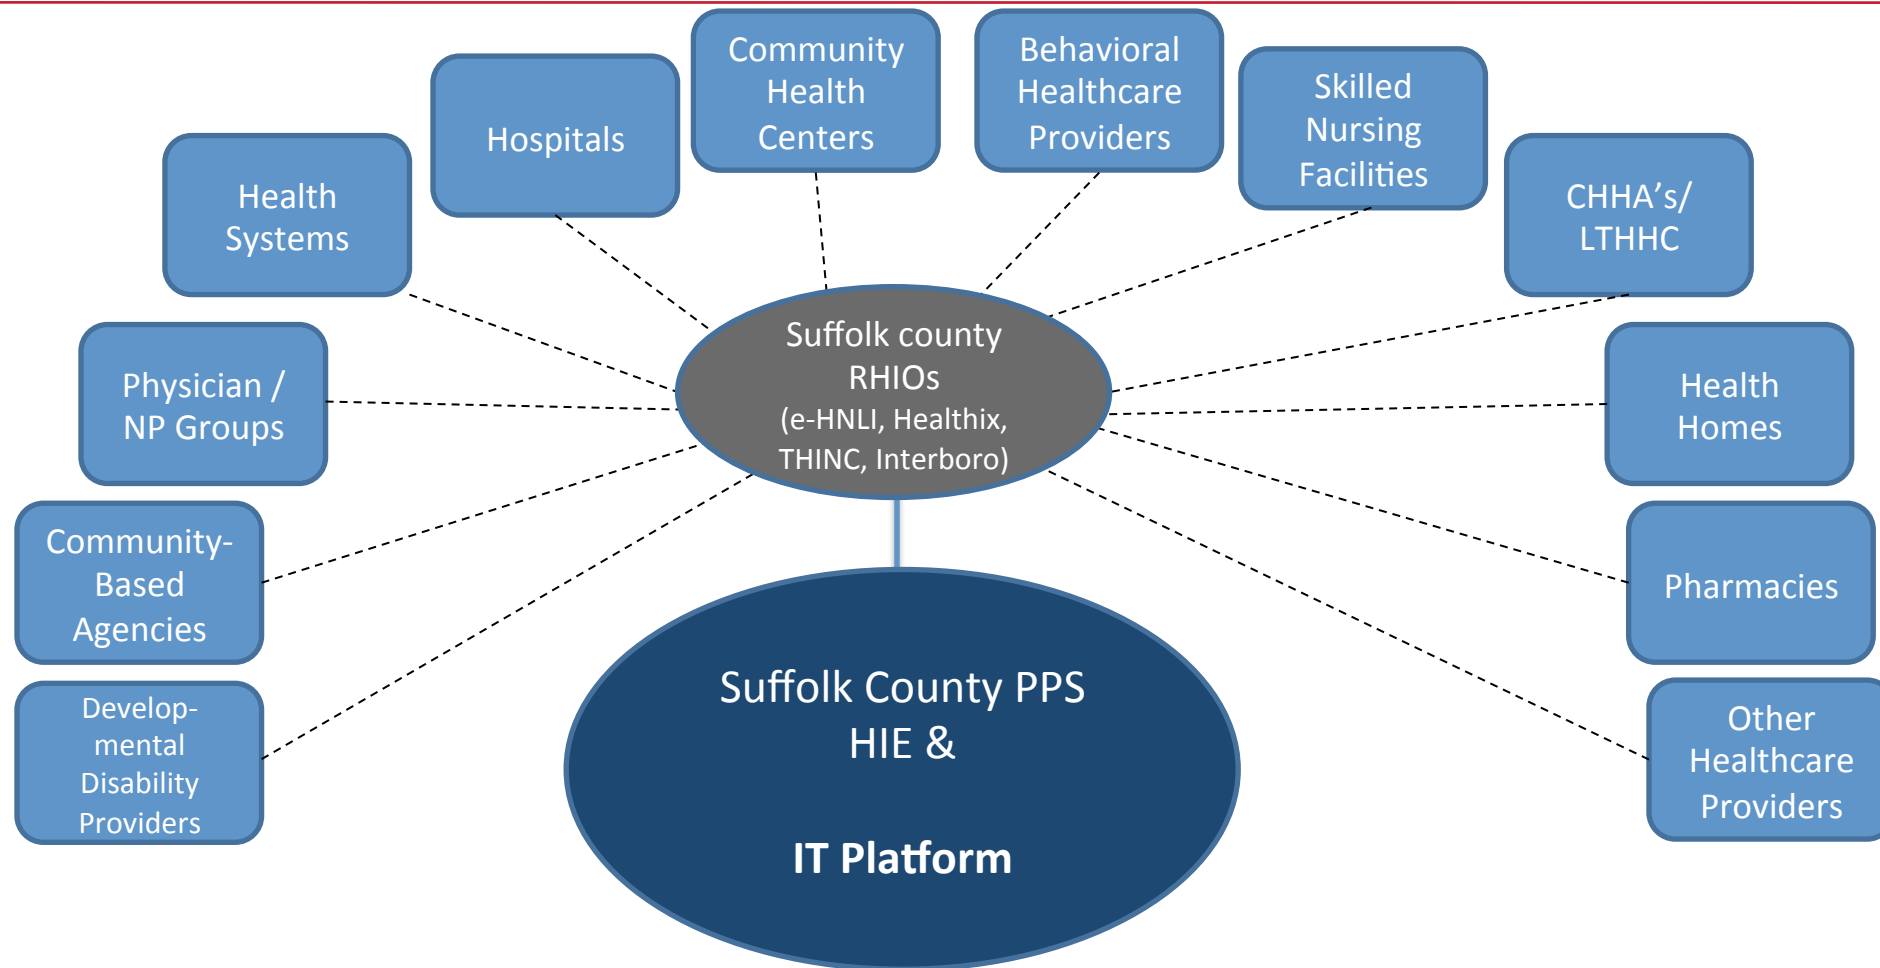 Community
Health
Centers
Behavioral
Healthcare
Providers
Hospitals
Skilled
Nursing
Facilities
Health
Systems
CHHA's/
LTHHC
Physician /
NP Groups
Suffolk county
RHIOs
(e-HNLI, Healthix,
THINC, Interboro)
Health
Homes
Community-
Based
Agencies
Pharmacies
Develop-
mental
Disability
Providers
Suffolk County PPS
HIE &
IT Platform
Other
Healthcare
Providers